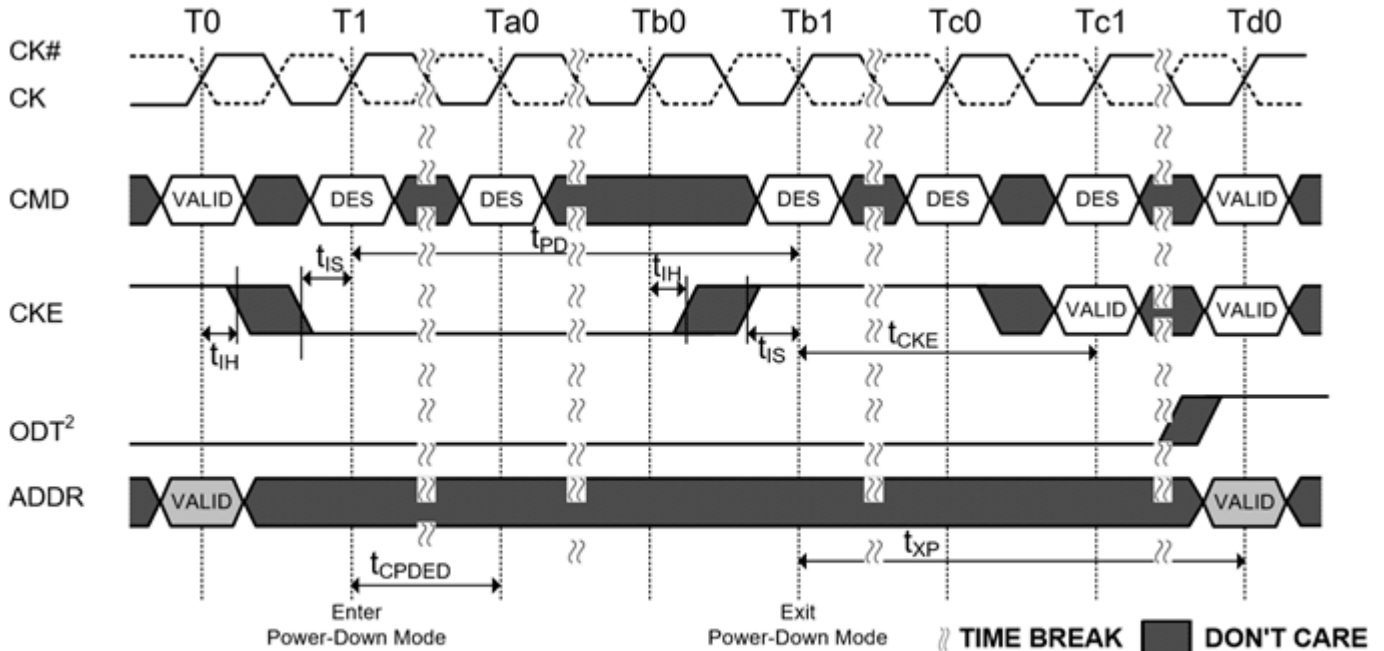 T0 T1 Ta0 Tb0 Tb1 Tc0 Tc1 Td0
CK#
CK
CMD VALID DES DES DES DES DES VALID
tPD
tIS tIH
CKE VALID VALID
tIH tIS tCKE
ODT2
ADDR VALID VALID
tXP
tCPDED
Enter
Power-Down Mode
Exit
Power-Down Mode
TIME BREAK DON'T CARE